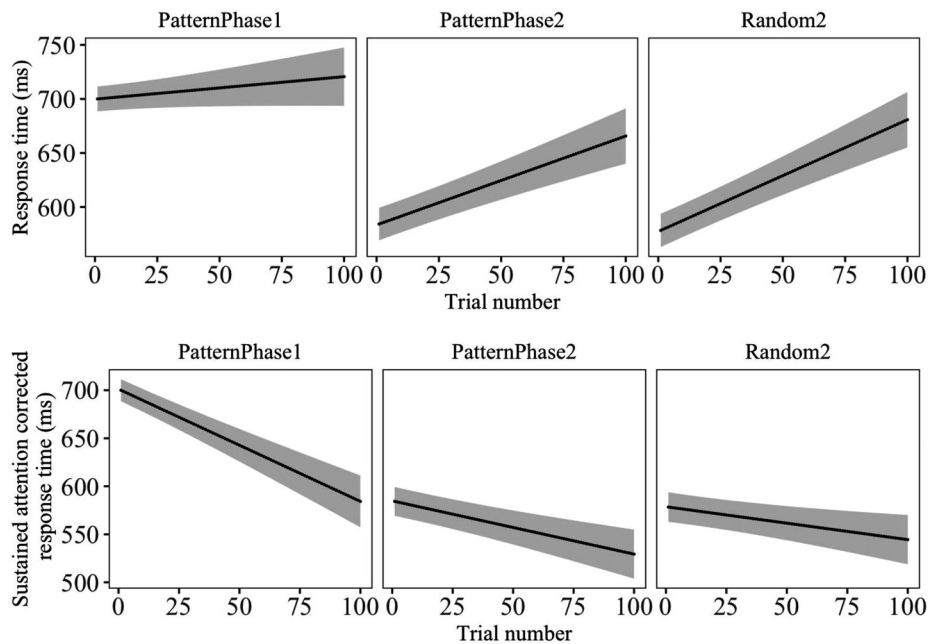 PatternPhase1 PatternPhase2 Random2
Response time (ms)
750
700
650
600
0 25 50 75 100 0 25 50 75 100 0 25 50 75 100
Trial number
PatternPhase1 PatternPhase2 Random2
Sustained attention corrected
response time (ms)
700
650
600
550
500
0 25 50 75 100 0 25 50 75 100 0 25 50 75 100
Trial number